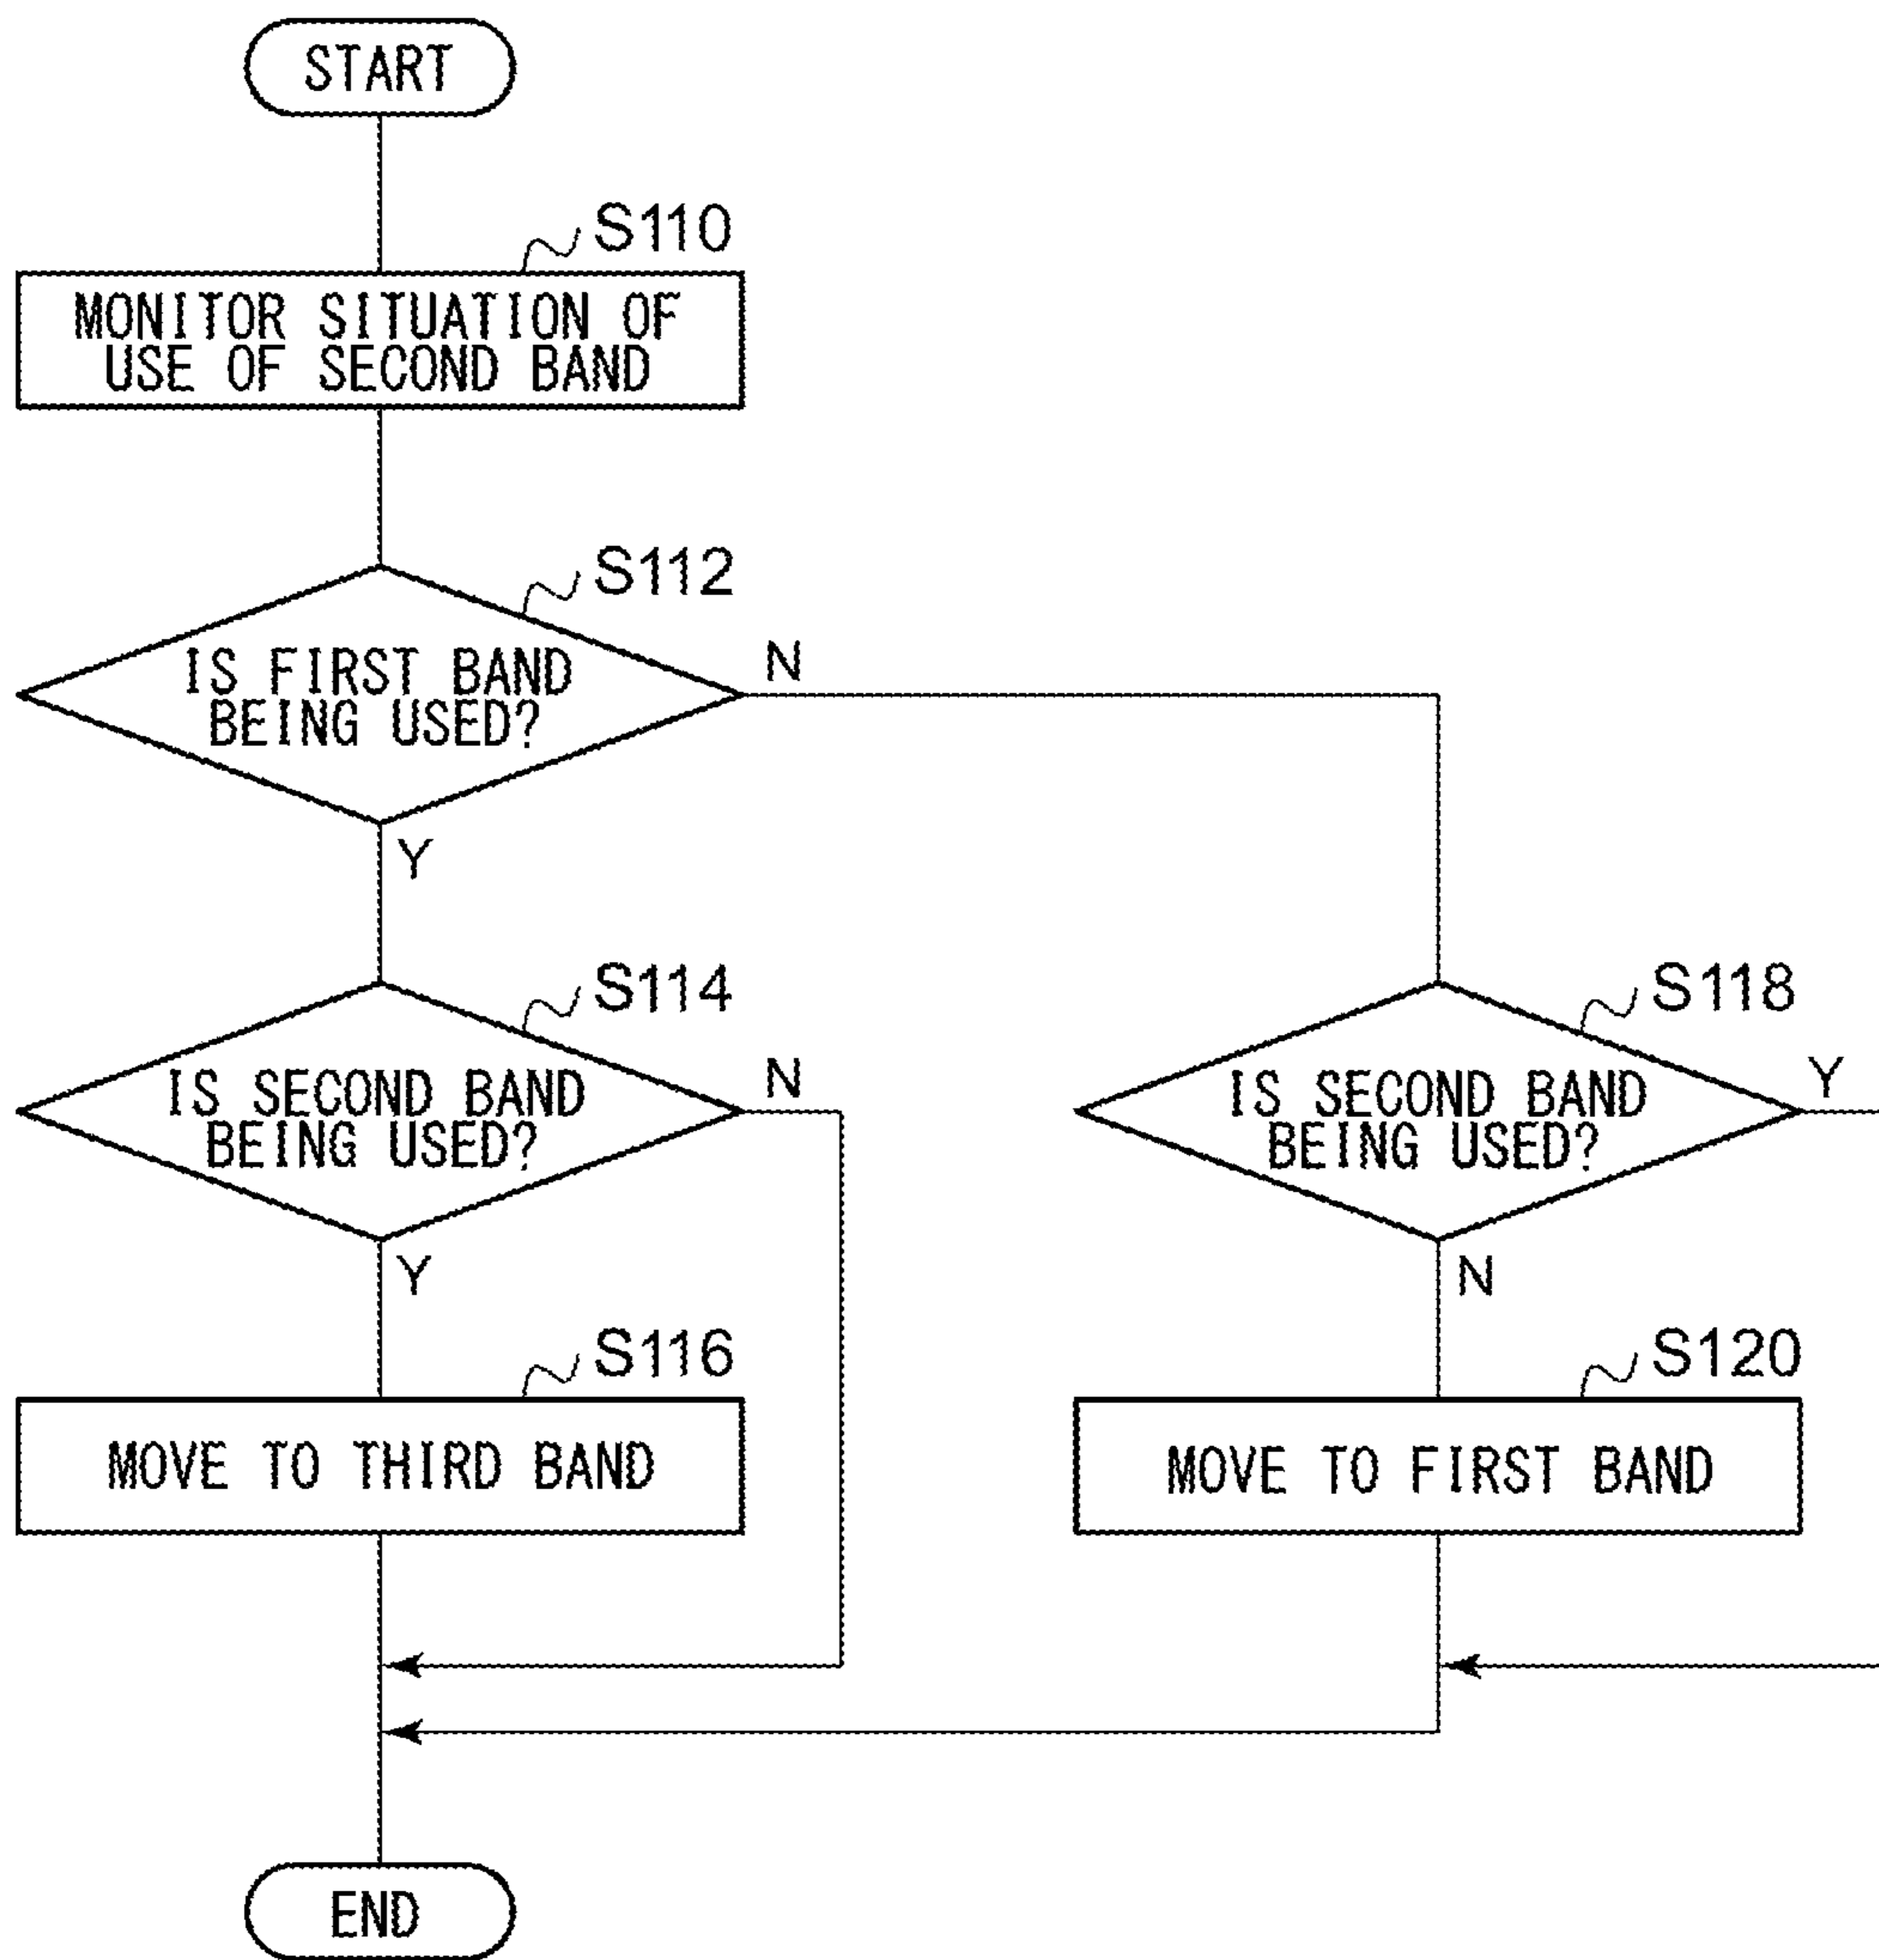 START
S110
MONITOR SITUATION OF
USE OF SECOND BAND
S112
IS FIRST BAND
BEING USED?
N
Y
S114
IS SECOND BAND
BEING USED?
N
Y
S118
IS SECOND BAND
BEING USED?
Y
N
S116
MOVE TO THIRD BAND
S120
MOVE TO FIRST BAND
END